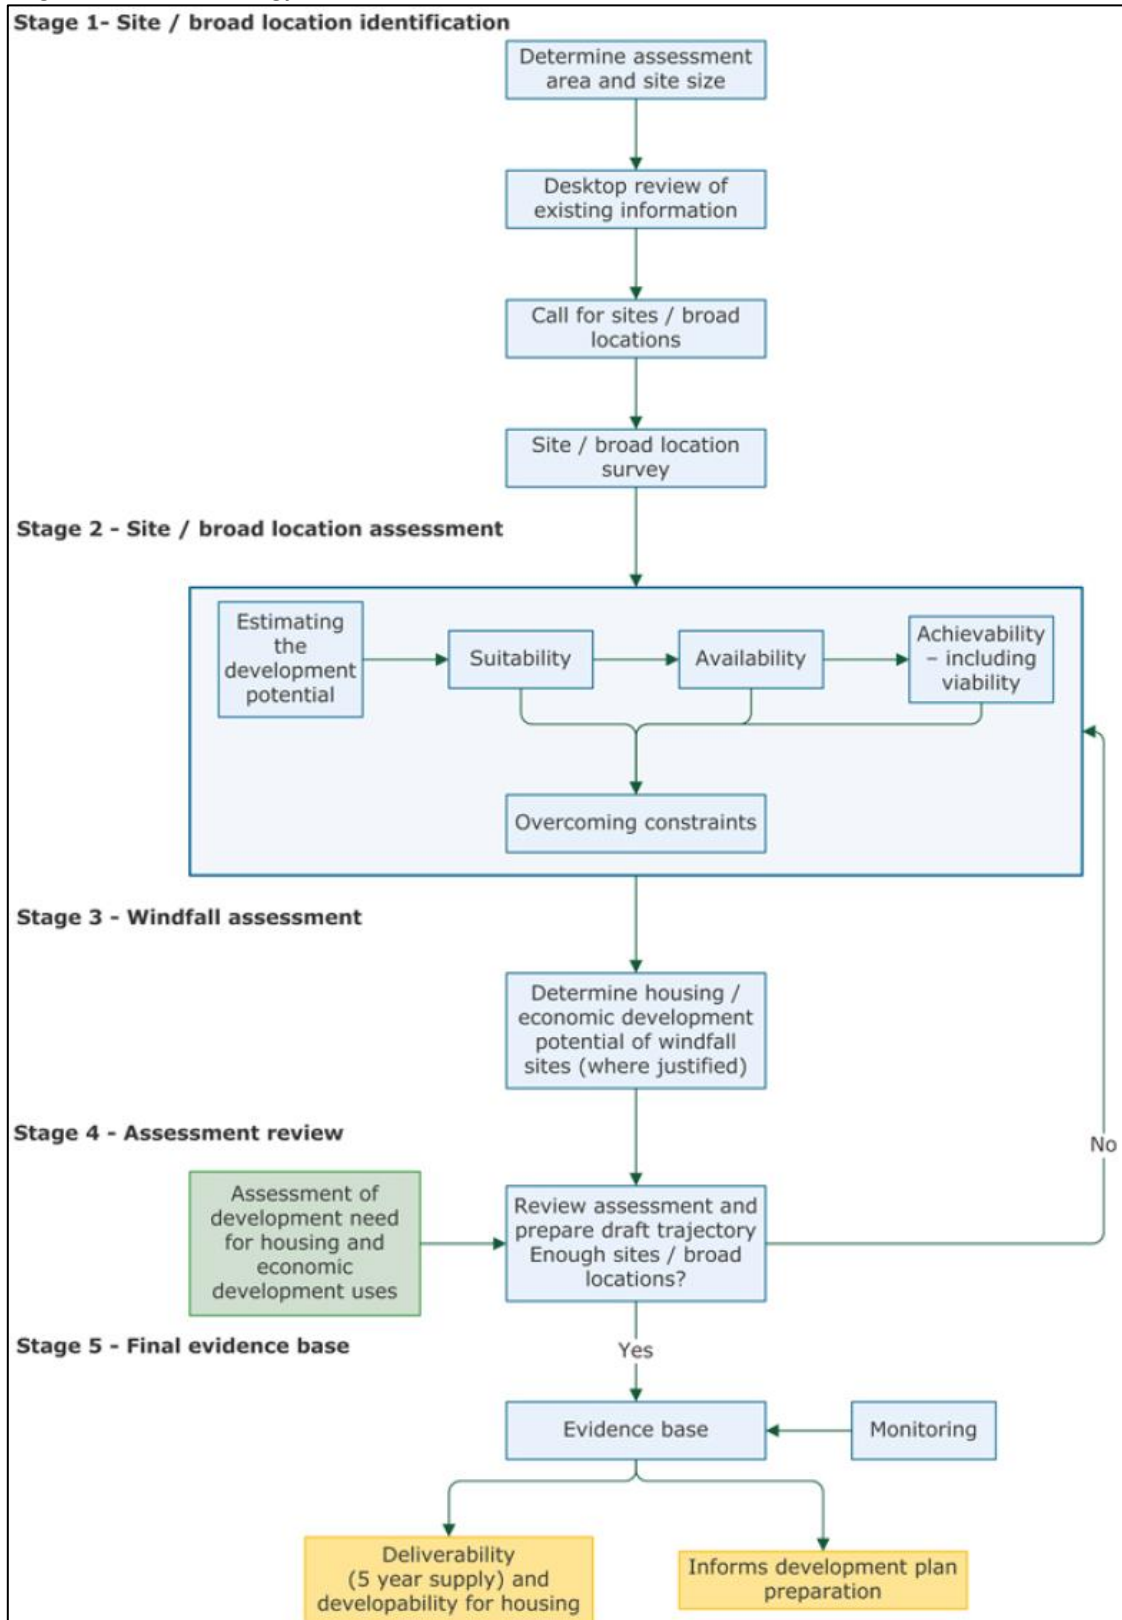 Stage 1- Site / broad location identification
Determine assessment
area and site size
Desktop review of
existing information
Call for sites / broad
locations
Site / broad location
survey
Stage 2 - Site / broad location assessment
Estimating
the
development
potential
Suitability
Availability
Achievability
– including
viability
Overcoming constraints
Stage 3 - Windfall assessment
Determine housing /
economic development
potential of windfall
sites (where justified)
Stage 4 - Assessment review
No
Assessment of
development need
for housing and
economic
development uses
Review assessment and
prepare draft trajectory
Enough sites / broad
locations?
Stage 5 - Final evidence base
Yes
Evidence base
Monitoring
Deliverability
(5 year supply) and
developability for housing
Informs development plan
preparation